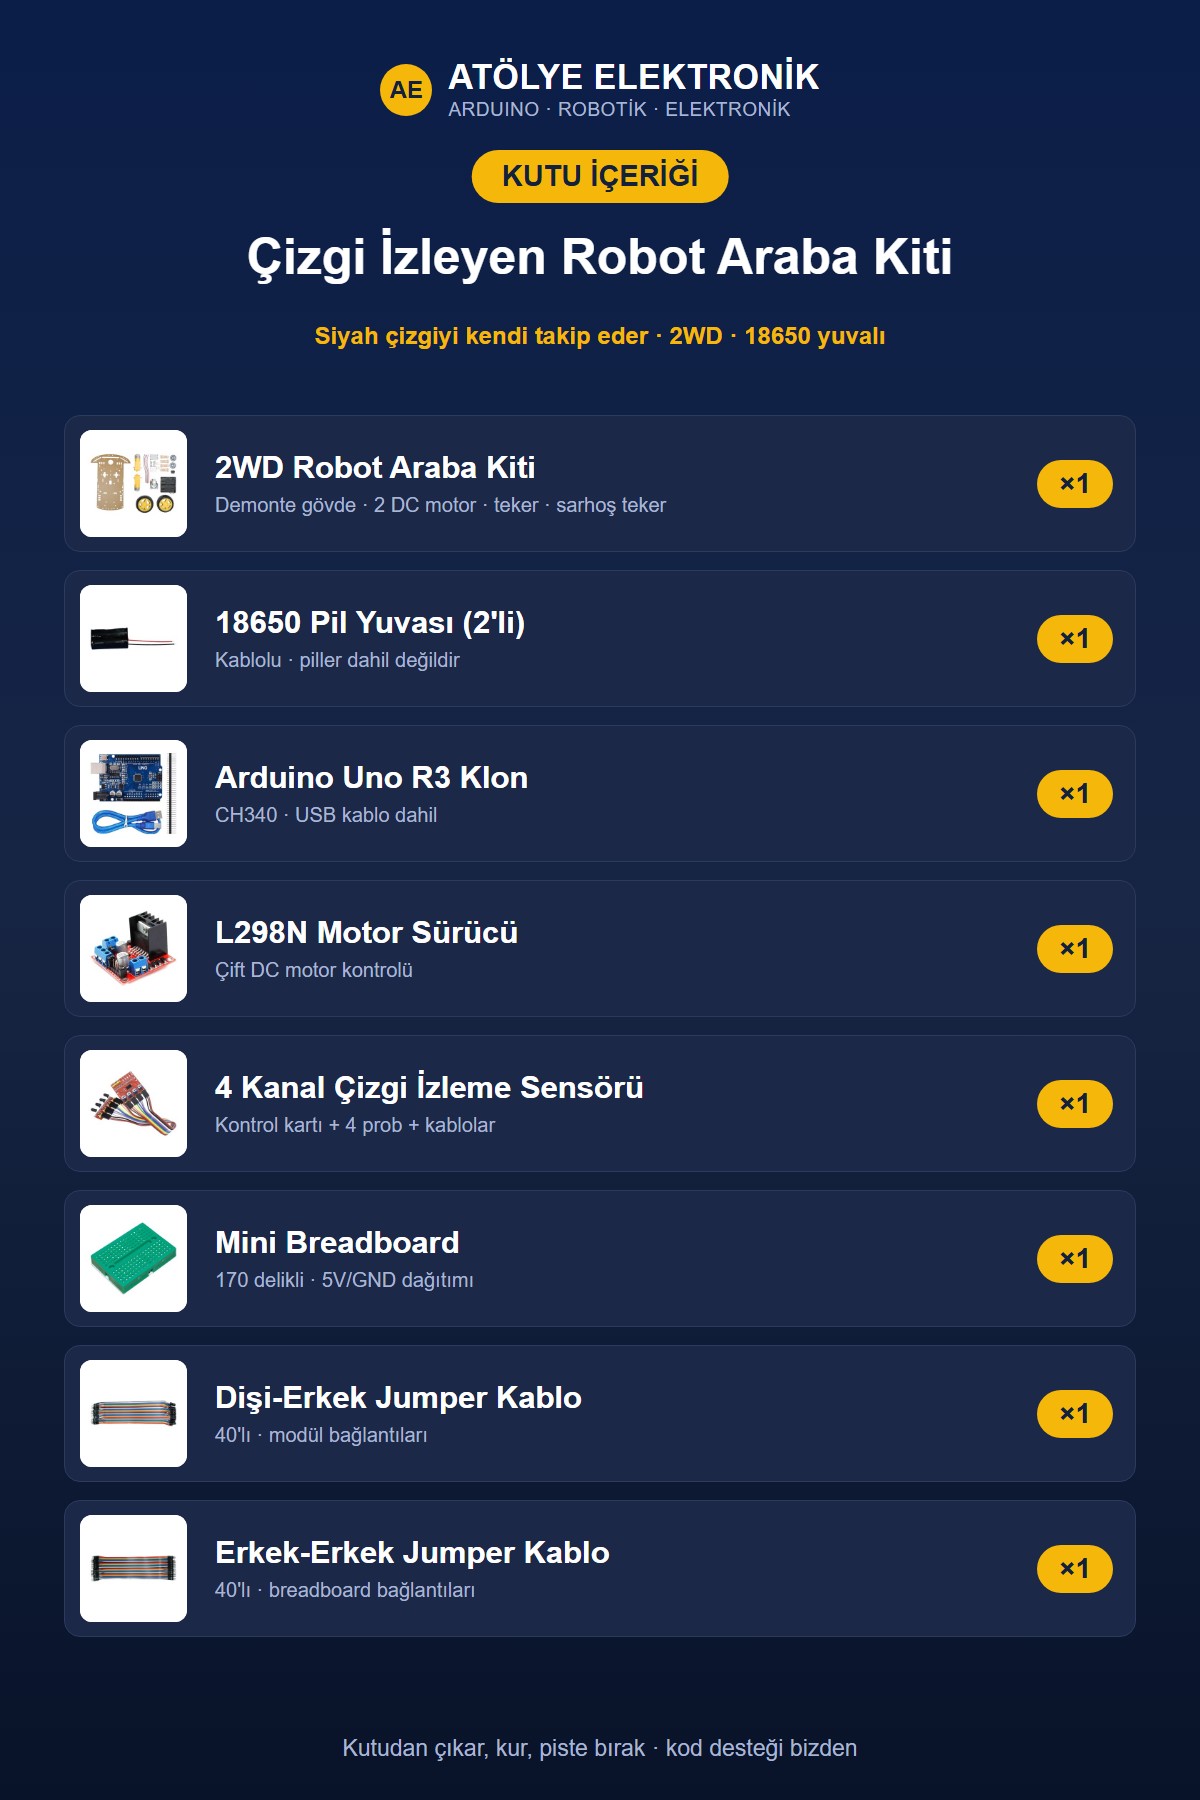 AE
ATÖLYE ELEKTRONİK
ARDUINO · ROBOTİK · ELEKTRONİK
KUTU İÇERİĞİ
Çizgi İzleyen Robot Araba Kiti
Siyah çizgiyi kendi takip eder · 2WD · 18650 yuvalı
2WD Robot Araba Kiti
Demonte gövde · 2 DC motor · teker · sarhoş teker
×1
18650 Pil Yuvası (2'li)
Kablolu · piller dahil değildir
×1
Arduino Uno R3 Klon
CH340 · USB kablo dahil
×1
L298N Motor Sürücü
Çift DC motor kontrolü
×1
4 Kanal Çizgi İzleme Sensörü
Kontrol kartı + 4 prob + kablolar
×1
Mini Breadboard
170 delikli · 5V/GND dağıtımı
×1
Dişi-Erkek Jumper Kablo
40'lı · modül bağlantıları
×1
Erkek-Erkek Jumper Kablo
40'lı · breadboard bağlantıları
×1
Kutudan çıkar, kur, piste bırak · kod desteği bizden